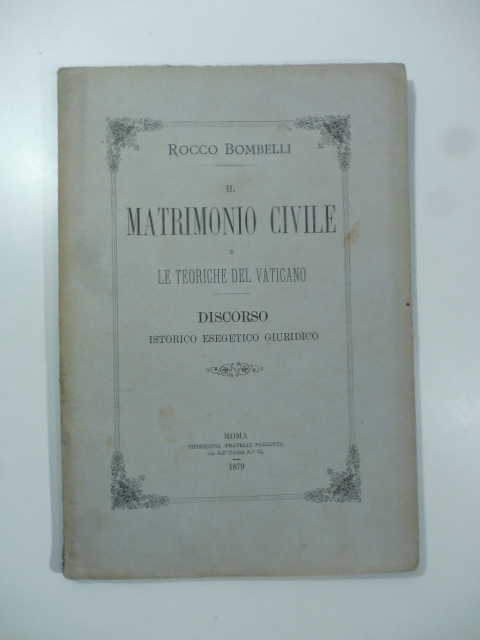 ROCCO BOMBELLI
IL
MATRIMONIO CIVILE
E
LE TEORICHE DEL VATICANO
DISCORSO
ISTORICO ESEGETICO GIURIDICO
ROMA
TIPOGRAFIA FRATELLI PALLOTTA
1879